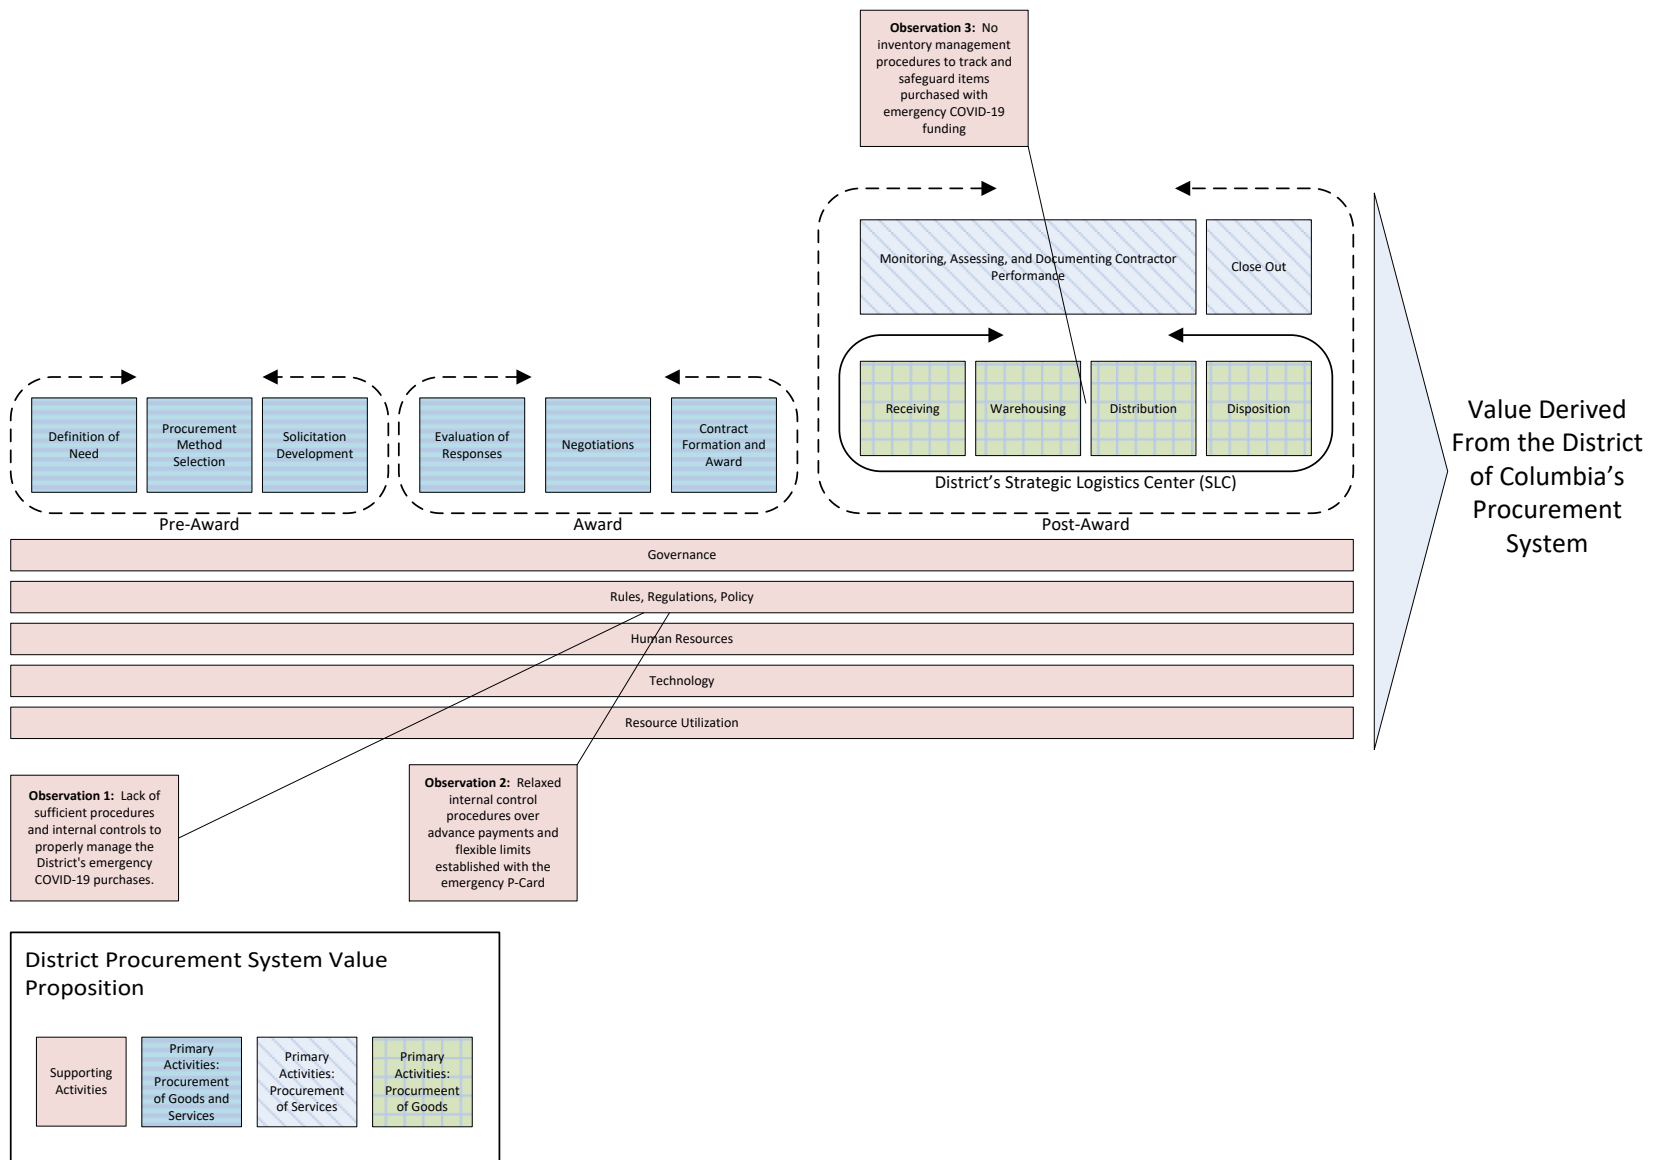 Observation 3:  No
inventory management
procedures to track and
safeguard items
purchased with
emergency COVID-19
funding
Monitoring, Assessing, and Documenting Contractor
Performance
Close Out
Receiving
Warehousing
Distribution
Disposition
District’s Strategic Logistics Center (SLC)
Definition of
Need
Procurement
Method
Selection
Solicitation
Development
Evaluation of
Responses
Negotiations
Contract
Formation and
Award
Pre-Award
Award
Post-Award
Value Derived
From the District
of Columbia’s
Procurement
System
Governance
Rules, Regulations, Policy
Human Resources
Technology
Resource Utilization
Observation 1:  Lack of
sufficient procedures
and internal controls to
properly manage the
District's emergency
COVID-19 purchases.
Observation 2:  Relaxed
internal control
procedures over
advance payments and
flexible limits
established with the
emergency P-Card
District Procurement System Value
Proposition
Supporting
Activities
Primary
Activities:
Procurement
of Goods and
Services
Primary
Activities:
Procurement
of Services
Primary
Activities:
Procurmeent
of Goods